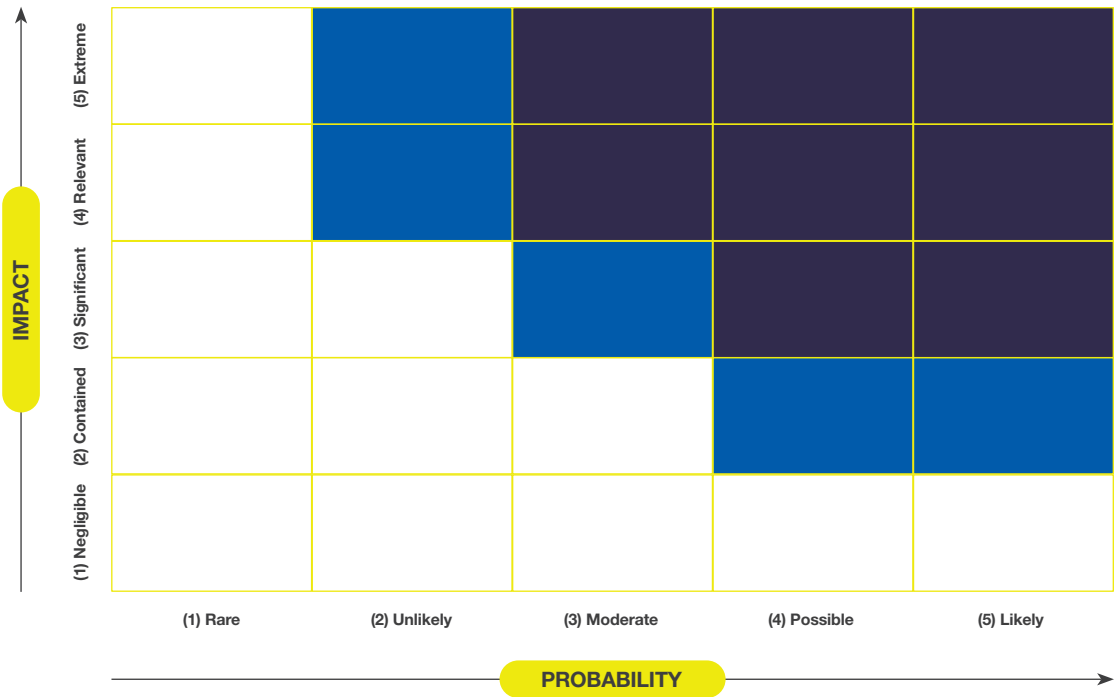 (5) Extreme
(4) Relevant
(3) Significant
(2) Contained
(1) Negligible
IMPACT
(1) Rare
(2) Unlikely
(3) Moderate
(4) Possible
(5) Likely
PROBABILITY